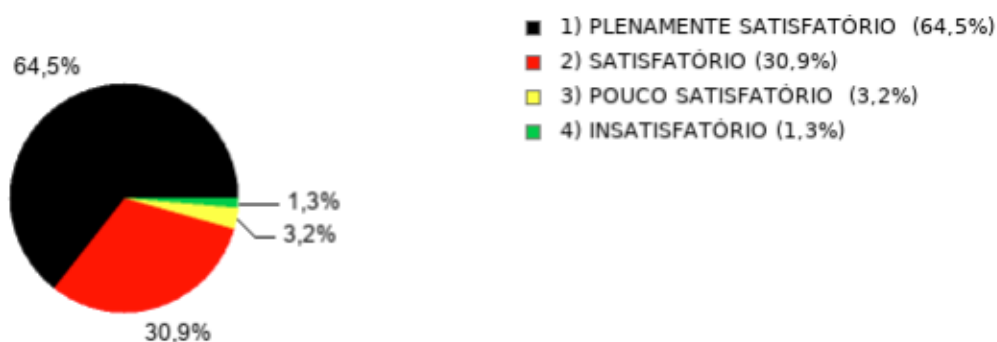 64,5%
1,3%
3,2%
30,9%
1) PLENAMENTE SATISFATÓRIO (64,5%)
2) SATISFATÓRIO (30,9%)
3) POUCO SATISFATÓRIO (3,2%)
4) INSATISFATÓRIO (1,3%)